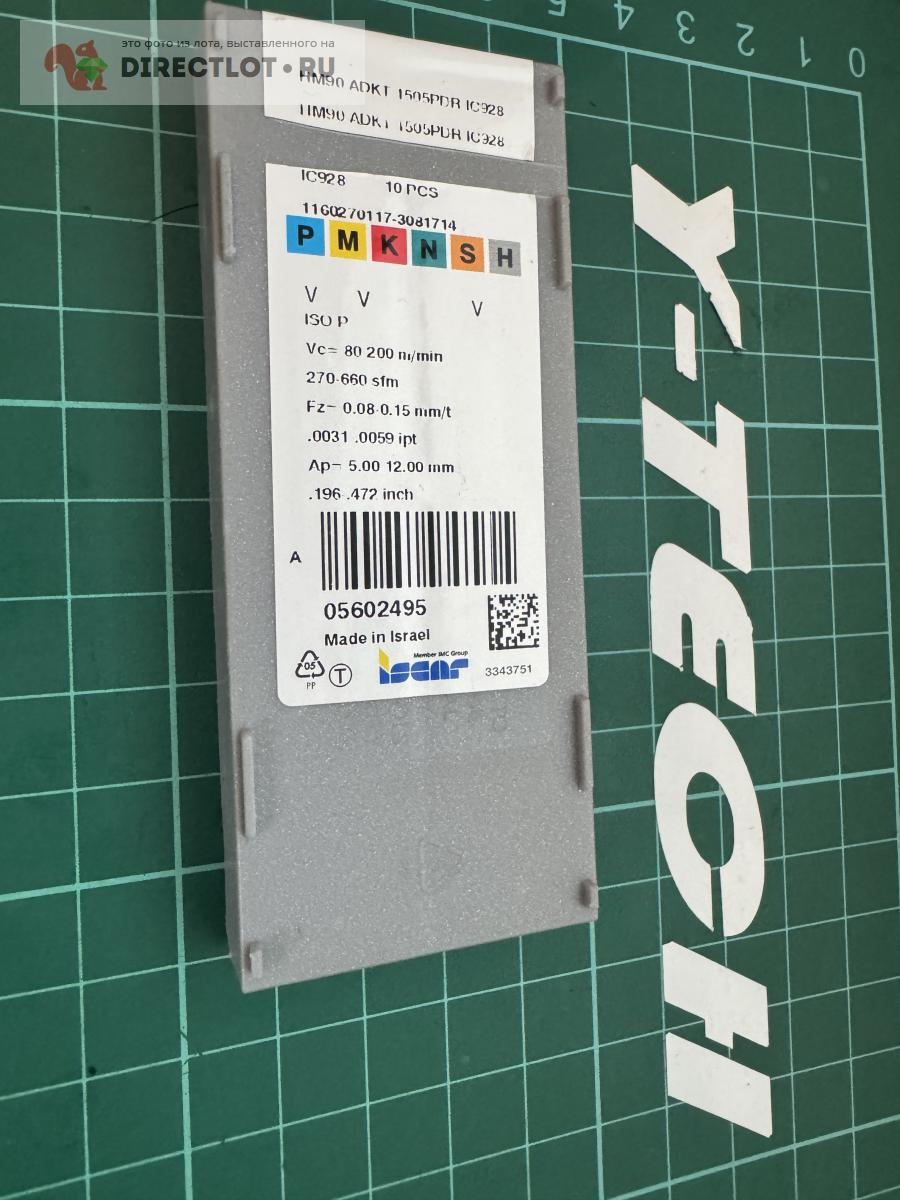 это фото из лота, выставленного на
DIRECTLOT.RU
HM90 ADKT 1505PDR IC928
HM90 ADKT 1505PDR IC928
IC928 10 PCS
1160270117-3081714
P M K N S H
V V V
ISO P
Vc= 80 200 m/min
270-660 sfm
Fz= 0.08-0.15 mm/t
.0031 .0059 ipt
Ap= 5.00 12.00 mm
.196-.472 inch
A
05602495
Made in Israel
05
PP
T
Member IMC Group
iscar
3343751
0 1 2 3 4 5
Y-TECH